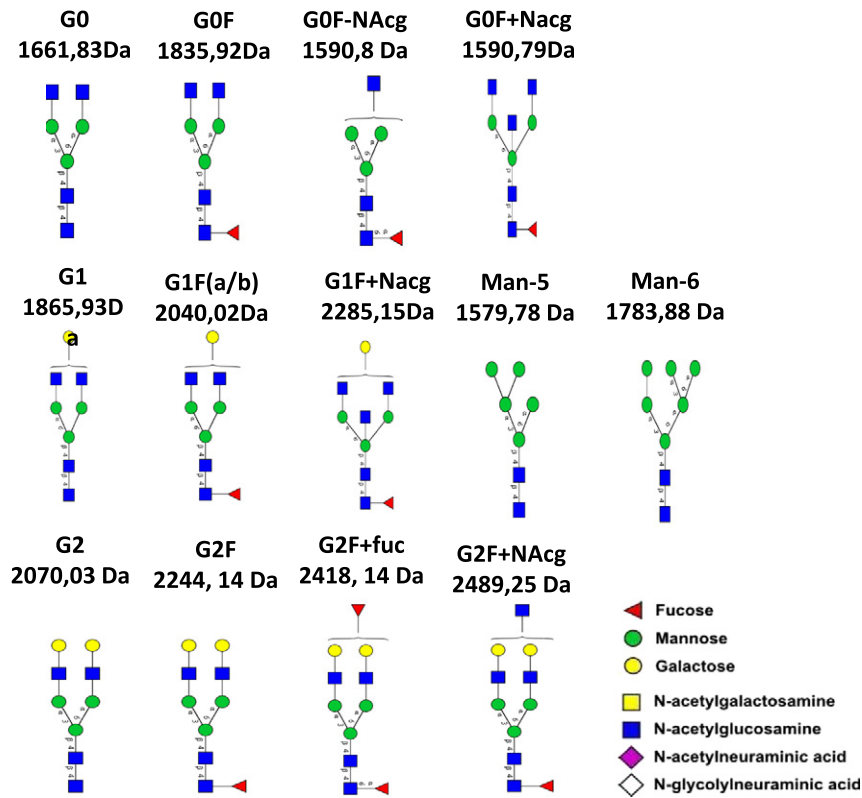 G0
1661,83Da
G0F
1835,92Da
G0F-NAcg
1590,8 Da
G0F+Nacg
1590,79Da
G1
1865,93D
a
G1F(a/b)
2040,02Da
G1F+Nacg
2285,15Da
Man-5
1579,78 Da
Man-6
1783,88 Da
G2
2070,03 Da
G2F
2244, 14 Da
G2F+fuc
2418, 14 Da
G2F+NAcg
2489,25 Da
Fucose
Mannose
Galactose
N-acetylgalactosamine
N-acetylglucosamine
N-acetylneuraminic acid
N-glycolylneuraminic acid